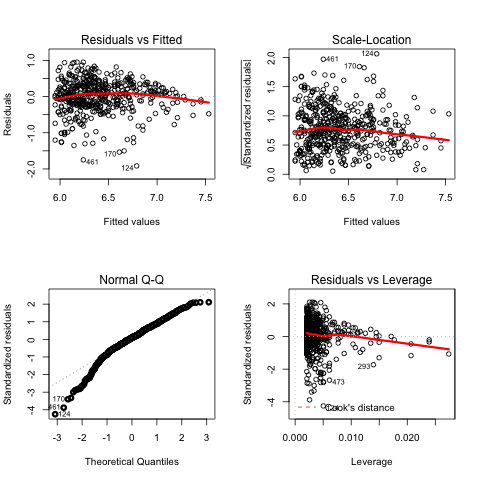 Residuals vs Fitted
Residuals
1.0
0.0
-1.0
-2.0
170
461
124
6.0 6.5 7.0 7.5
Fitted values
Scale-Location
√|Standardized residuals|
2.0
1.5
1.0
0.5
0.0
124
461
170
6.0 6.5 7.0 7.5
Fitted values
Normal Q-Q
Standardized residuals
2
1
0
-1
-2
-3
-4
170
461
124
-3 -2 -1 0 1 2 3
Theoretical Quantiles
Residuals vs Leverage
Standardized residuals
2
0
-2
-4
293
473
Cook's distance
0.000 0.010 0.020
Leverage